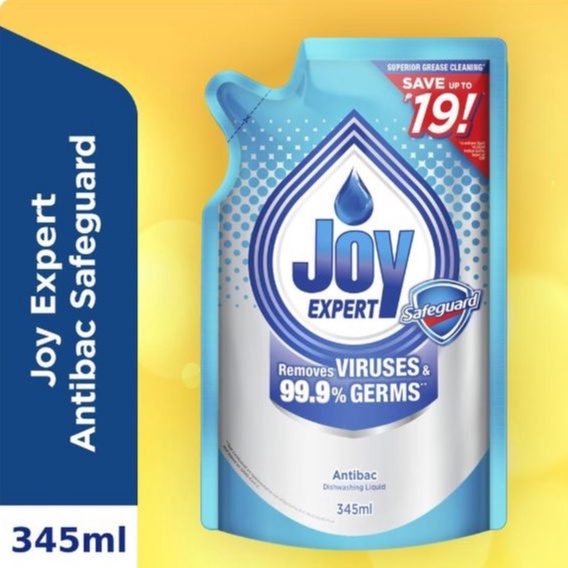 Joy Expert
Antibac Safeguard
345ml
SUPERIOR GREASE CLEANING*
SAVE UP TO
₱19!
Joy
EXPERT
Safeguard
Removes VIRUSES &
99.9% GERMS**
Antibac
Dishwashing Liquid
345ml